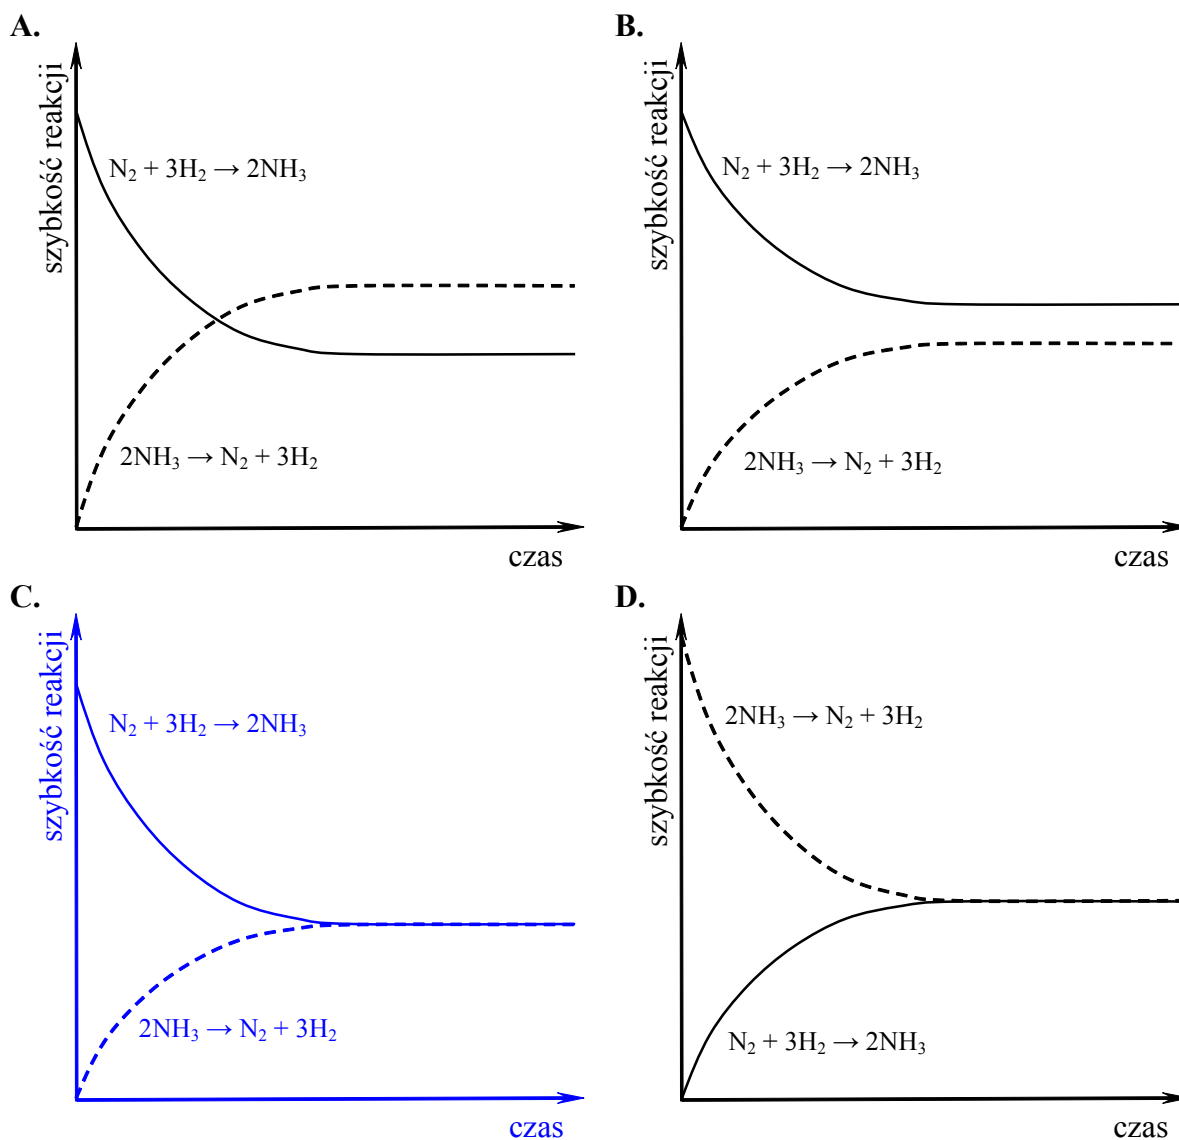 A.
szybkość reakcji
N₂ + 3H₂ → 2NH₃
2NH₃ → N₂ + 3H₂
czas
B.
szybkość reakcji
N₂ + 3H₂ → 2NH₃
2NH₃ → N₂ + 3H₂
czas
C.
szybkość reakcji
N₂ + 3H₂ → 2NH₃
2NH₃ → N₂ + 3H₂
czas
D.
szybkość reakcji
2NH₃ → N₂ + 3H₂
N₂ + 3H₂ → 2NH₃
czas